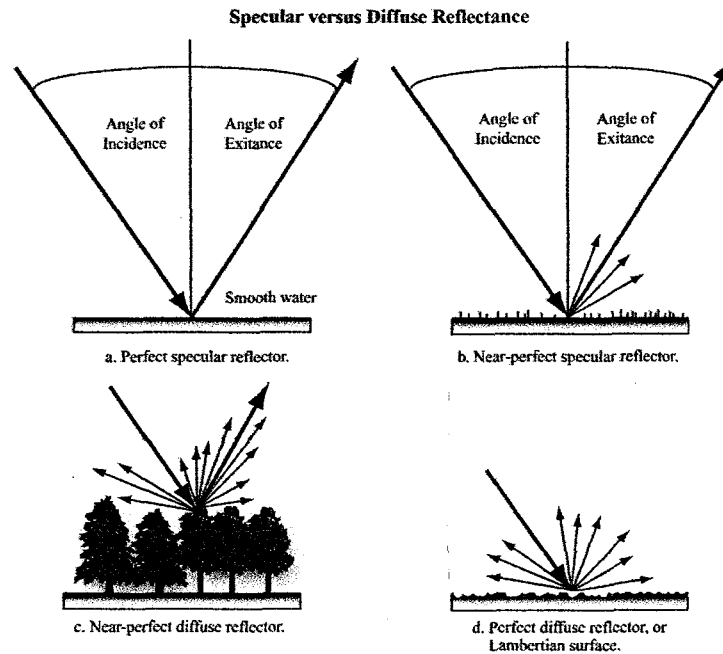 Specular versus Diffuse Reflectance
Angle of
Incidence
Angle of
Exitance
Smooth water
a. Perfect specular reflector.
Angle of
Incidence
Angle of
Exitance
b. Near-perfect specular reflector.
c. Near-perfect diffuse reflector.
d. Perfect diffuse reflector, or
Lambertian surface.